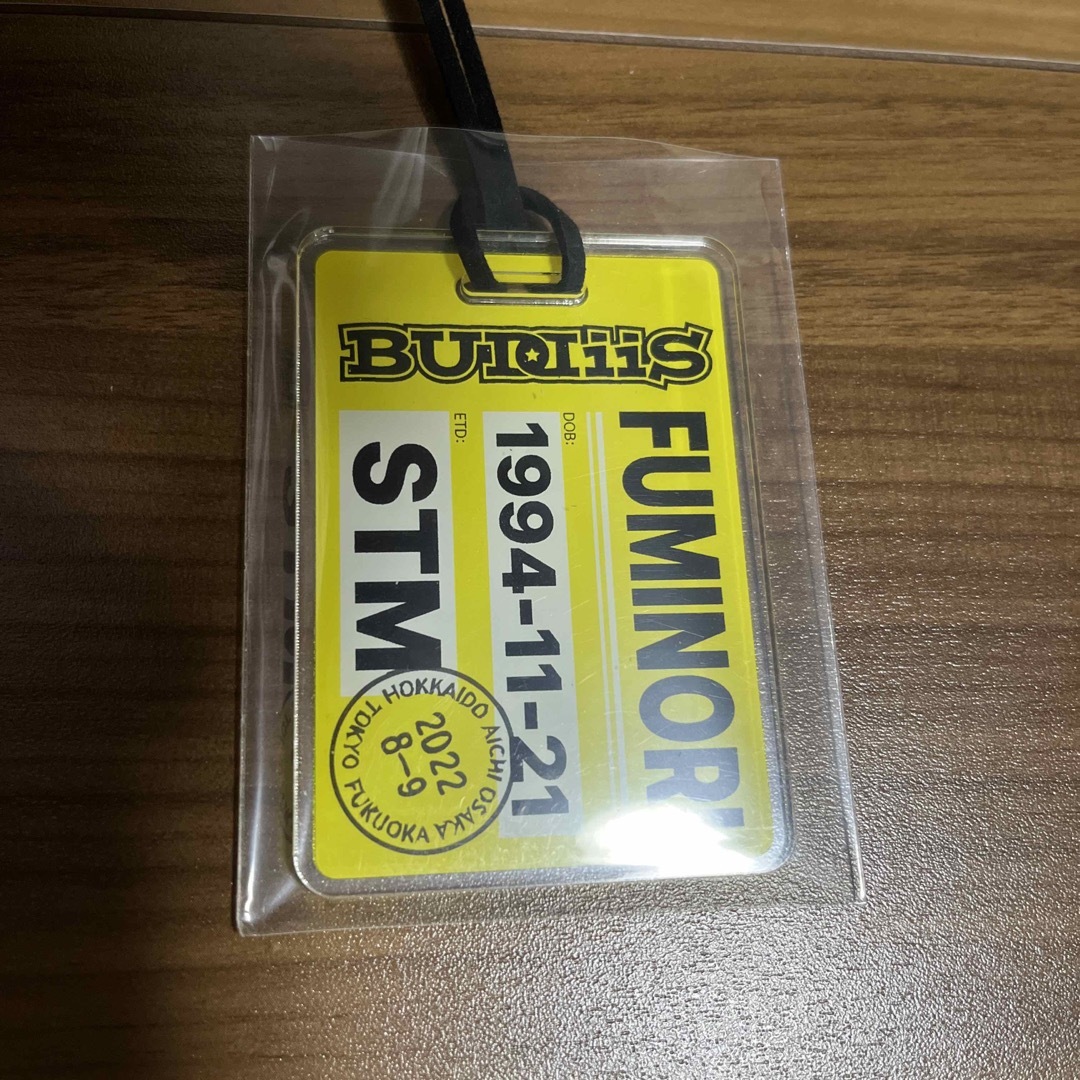 BUDDiiS
FUMINORI
DOB:
1994-11-21
ETD:
STM
HOKKAIDO AICHI OSAKA FUKUOKA TOKYO
2022
8-9